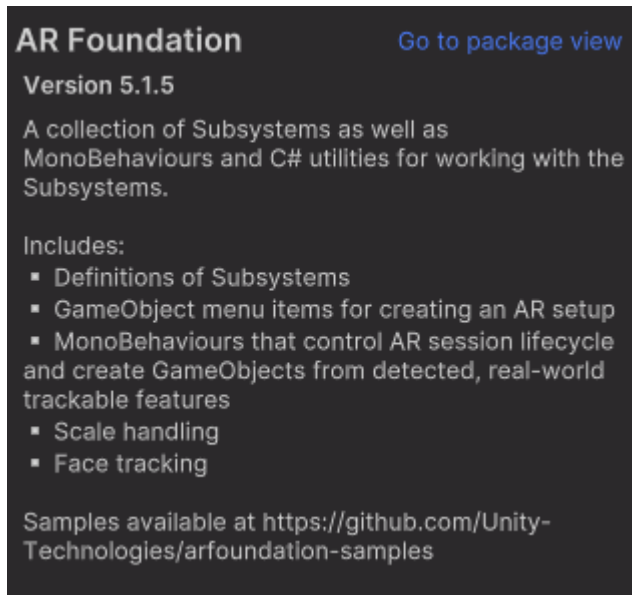 AR Foundation
Go to package view
Version 5.1.5
A collection of Subsystems as well as
MonoBehaviours and C# utilities for working with the
Subsystems.
Includes:
▪ Definitions of Subsystems
▪ GameObject menu items for creating an AR setup
▪ MonoBehaviours that control AR session lifecycle
and create GameObjects from detected, real-world
trackable features
▪ Scale handling
▪ Face tracking
Samples available at https://github.com/Unity-
Technologies/arfoundation-samples